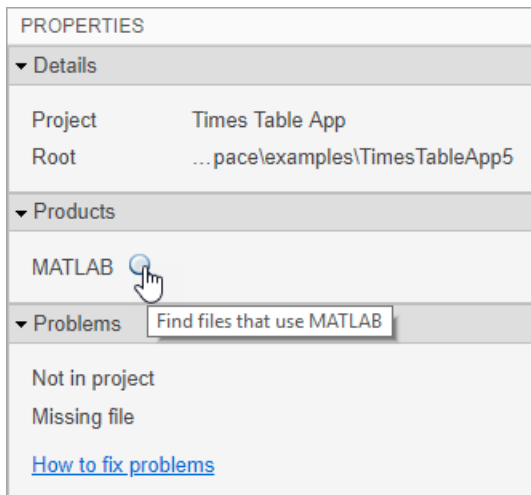 PROPERTIES
Details
Project Times Table App
Root ...pace\examples\TimesTableApp5
Products
MATLAB
Find files that use MATLAB
Problems
Not in project
Missing file
How to fix problems